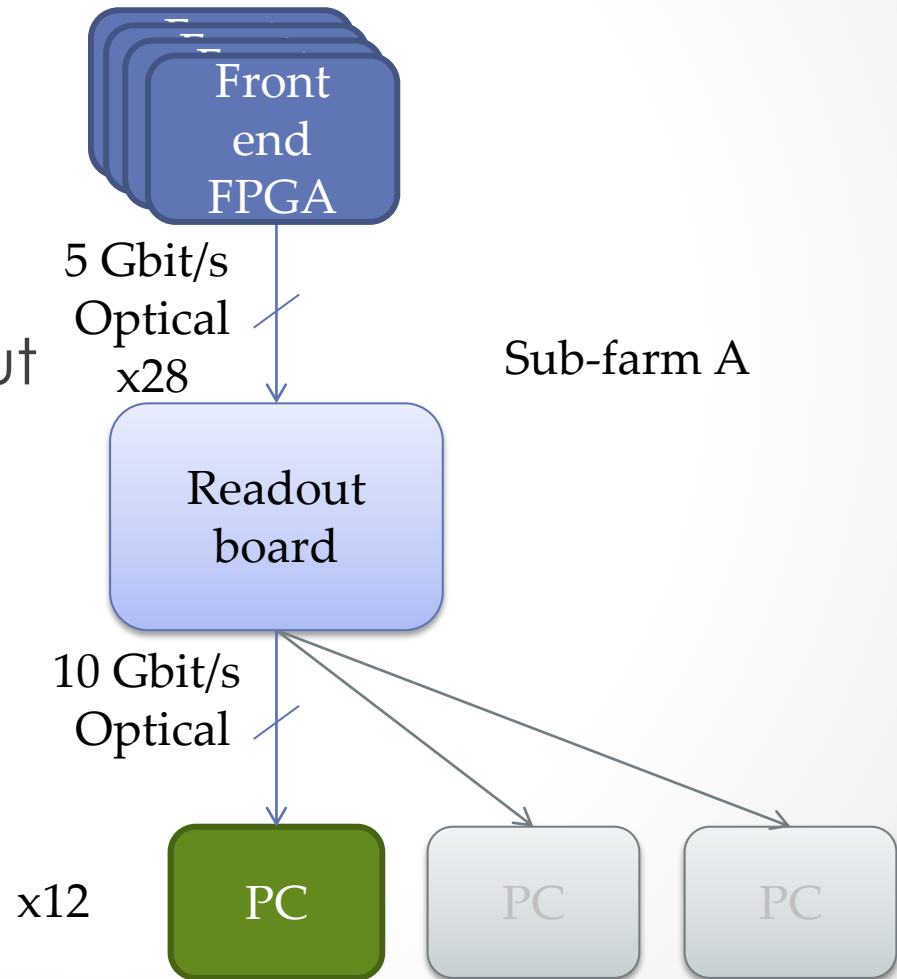 Front
end
FPGA
5 Gbit/s
Optical
x28
Sub-farm A
Readout
board
10 Gbit/s
Optical
x12
PC
PC
PC